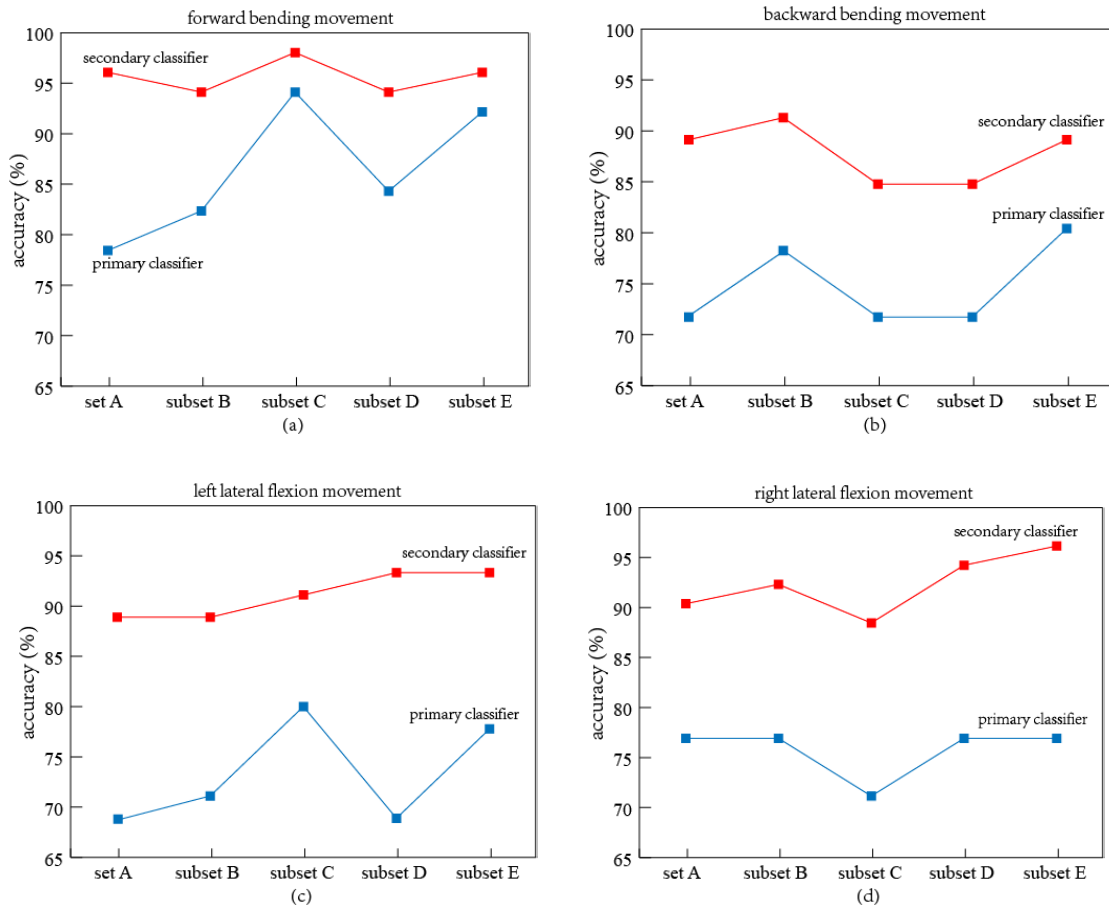 forward bending movement
100
95
90
85
80
75
70
65
accuracy (%)
secondary classifier
primary classifier
set A subset B subset C subset D subset E
(a)
backward bending movement
100
95
90
85
80
75
70
65
accuracy (%)
secondary classifier
primary classifier
set A subset B subset C subset D subset E
(b)
left lateral flexion movement
100
95
90
85
80
75
70
65
accuracy (%)
secondary classifier
primary classifier
set A subset B subset C subset D subset E
(c)
right lateral flexion movement
100
95
90
85
80
75
70
65
accuracy (%)
secondary classifier
primary classifier
set A subset B subset C subset D subset E
(d)